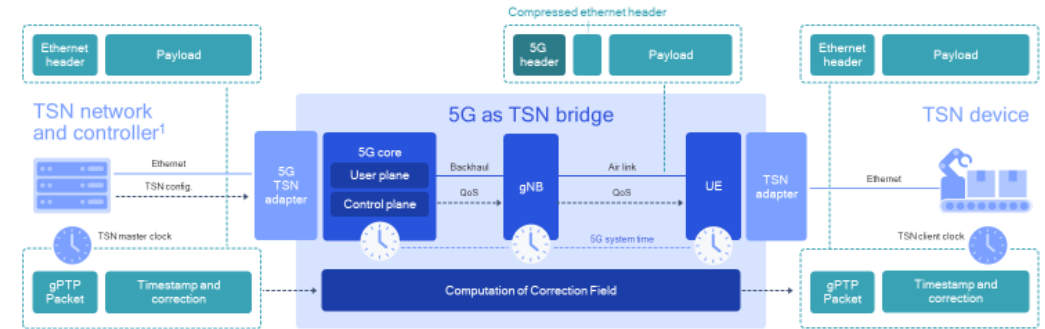 Compressed ethernet header
Ethernet
header
Payload
5G
header
Payload
Ethernet
header
Payload
TSN network
and controller¹
5G as TSN bridge
TSN device
Ethernet
TSN config.
5G
TSN
adapter
5G core
User plane
Control plane
Backhaul
QoS
gNB
Air link
QoS
UE
TSN
adapter
Ethernet
TSN master clock
5G system time
TSN client clock
gPTP
Packet
Timestamp and
correction
Computation of Correction Field
gPTP
Packet
Timestamp and
correction